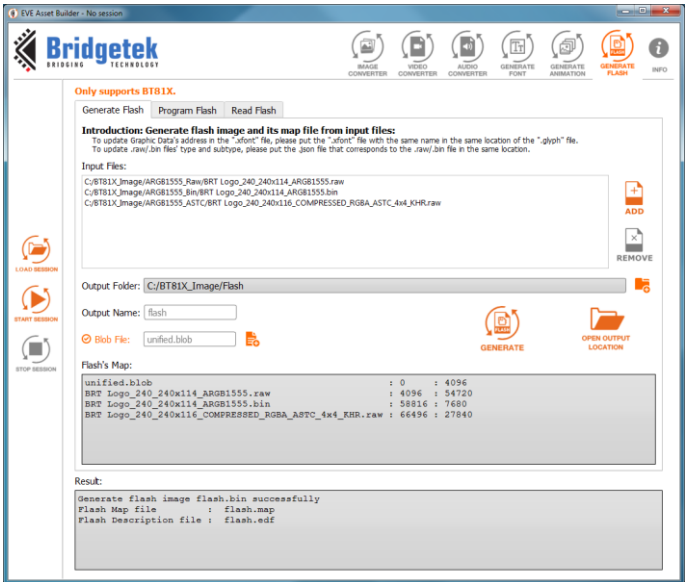 EVE Asset Builder - No session
Bridgetek
BRIDGING TECHNOLOGY
IMAGE CONVERTER
VIDEO CONVERTER
AUDIO CONVERTER
GENERATE FONT
GENERATE ANIMATION
GENERATE FLASH
INFO
Only supports BT81X.
Generate Flash Program Flash Read Flash
Introduction: Generate flash image and its map file from input files:
To update Graphic Data's address in the ".xfont" file, please put the ".xfont" file with the same name in the same location of the ".glyph" file.
To update .raw/.bin files' type and subtype, please put the .json file that corresponds to the .raw/.bin file in the same location.
Input Files:
C:/BT81X_Image/ARGB1555_Raw/BRT Logo_240_240x114_ARGB1555.raw
C:/BT81X_Image/ARGB1555_Bin/BRT Logo_240_240x114_ARGB1555.bin
C:/BT81X_Image/ARGB1555_ASTC/BRT Logo_240_240x116_COMPRESSED_RGBA_ASTC_4x4_KHR.raw
ADD
REMOVE
LOAD SESSION
START SESSION
STOP SESSION
Output Folder: C:/BT81X_Image/Flash
Output Name: flash
Blob File: unified.blob
FLASH
GENERATE
OPEN OUTPUT
LOCATION
Flash's Map:
unified.blob : 0 : 4096
BRT Logo_240_240x114_ARGB1555.raw : 4096 : 54720
BRT Logo_240_240x114_ARGB1555.bin : 58816 : 7680
BRT Logo_240_240x116_COMPRESSED_RGBA_ASTC_4x4_KHR.raw : 66496 : 27840
Result:
Generate flash image flash.bin successfully
Flash Map file : flash.map
Flash Description file : flash.edf